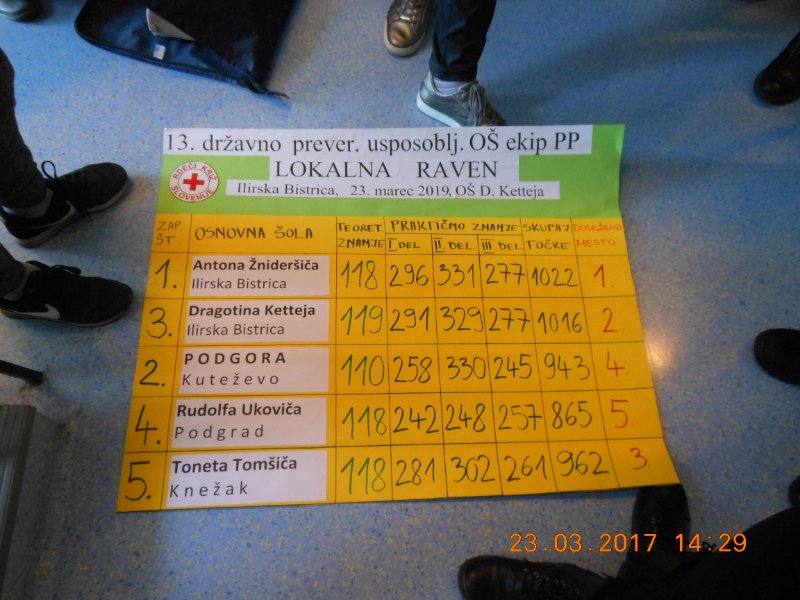 13. državno prever. usposoblj. OŠ ekip PP
LOKALNA RAVEN
Ilirska Bistrica, 23. marec 2019, OŠ D. Ketteja
RDEČI KRIŽ SLOVENIJE
ZAP. ŠT. OSNOVNA ŠOLA TEORET. ZNANJE PRAKTIČNO ZNANJE SKUPAJ TOČKE DOSEŽENO MESTO
I DEL II DEL III DEL
1. Antona Žnideršiča Ilirska Bistrica 118 296 331 277 1022 1.
3. Dragotina Ketteja Ilirska Bistrica 119 291 329 277 1016 2.
2. PODGORA Kuteževo 110 258 330 245 943 4.
4. Rudolfa Ukoviča Podgrad 118 242 248 257 865 5.
5. Toneta Tomšiča Knežak 118 281 302 261 962 3.
23.03.2017 14:29